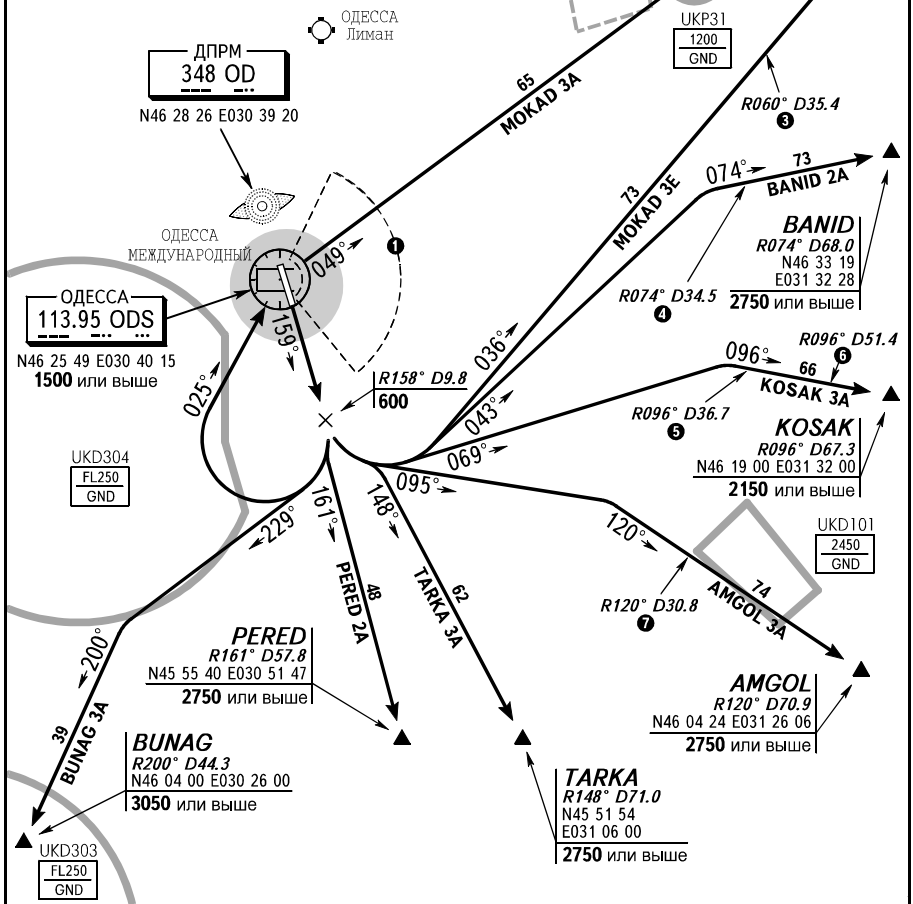 ОДЕССА
Лиман
UKP31
1200
GND
ДПРМ
348 OD
N46 28 26 E030 39 20
65
MOKAD 3A
R060° D35.4
3
074°
73
BANID 2A
73
MOKAD 3E
BANID
R074° D68.0
N46 33 19
E031 32 28
2750 или выше
ОДЕССА
МЕЖДУНАРОДНЫЙ
049°
1
R074° D34.5
4
ОДЕССА
113.95 ODS
N46 25 49 E030 40 15
1500 или выше
159°
025°
R158° D9.8
600
036°
043°
069°
095°
096°
R096° D51.4
6
66
KOSAK 3A
R096° D36.7
5
KOSAK
R096° D67.3
N46 19 00 E031 32 00
2150 или выше
UKD304
FL250
GND
229°
161°
148°
120°
UKD101
2450
GND
48
PERED 2A
62
TARKA 3A
74
AMGOL 3A
R120° D30.8
7
PERED
R161° D57.8
N45 55 40 E030 51 47
2750 или выше
200°
39
BUNAG 3A
AMGOL
R120° D70.9
N46 04 24 E031 26 06
2750 или выше
BUNAG
R200° D44.3
N46 04 00 E030 26 00
3050 или выше
TARKA
R148° D71.0
N45 51 54
E031 06 00
2750 или выше
UKD303
FL250
GND